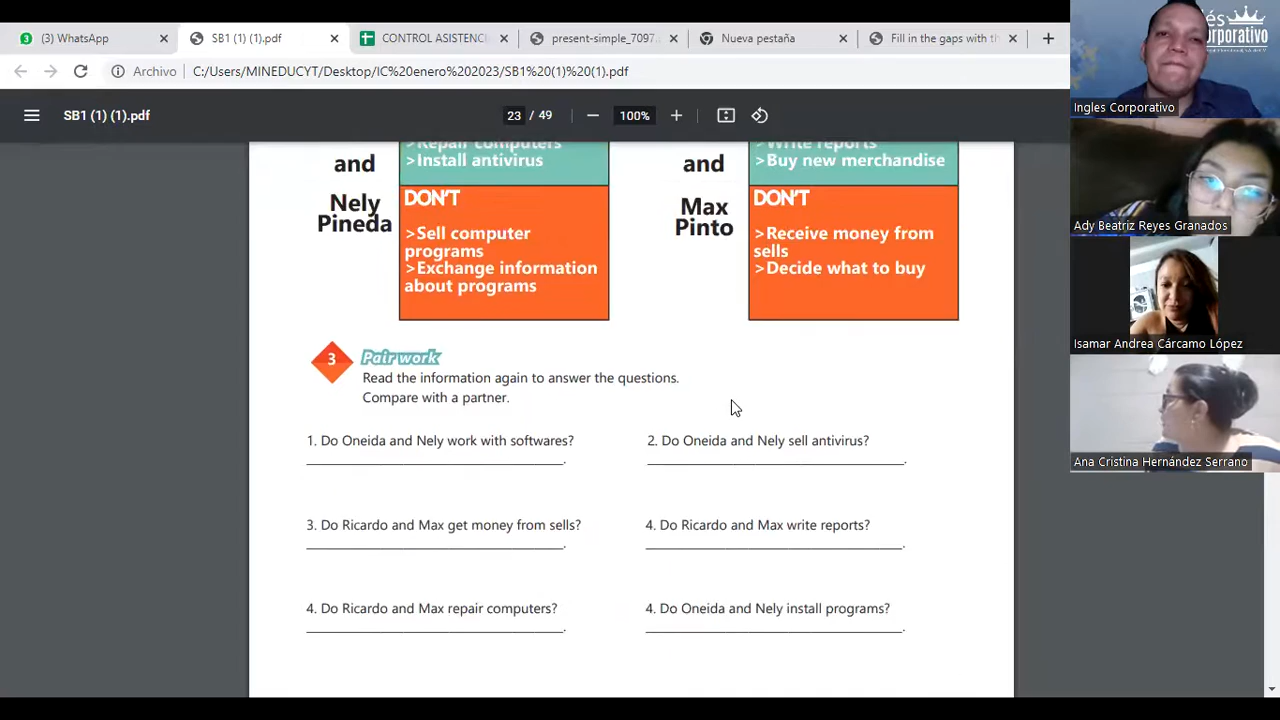 (3) WhatsApp
SB1 (1) (1).pdf
CONTROL ASISTENC
present-simple_7097
Nueva pestaña
Fill in the gaps with th
Archivo
C:/Users/MINEDUCYT/Desktop/IC%20enero%202023/SB1%20(1)%20(1).pdf
SB1 (1) (1).pdf
23 / 49
100%
and
Nely
Pineda
>Repair computers
>Install antivirus
DON'T
>Sell computer
programs
>Exchange information
about programs
and
Max
Pinto
>Write reports
>Buy new merchandise
DON'T
>Receive money from
sells
>Decide what to buy
3
Pair work
Read the information again to answer the questions.
Compare with a partner.
1. Do Oneida and Nely work with softwares?
2. Do Oneida and Nely sell antivirus?
3. Do Ricardo and Max get money from sells?
4. Do Ricardo and Max write reports?
4. Do Ricardo and Max repair computers?
4. Do Oneida and Nely install programs?
Ingles Corporativo
Ady Beatriz Reyes Granados
Isamar Andrea Cárcamo López
Ana Cristina Hernández Serrano